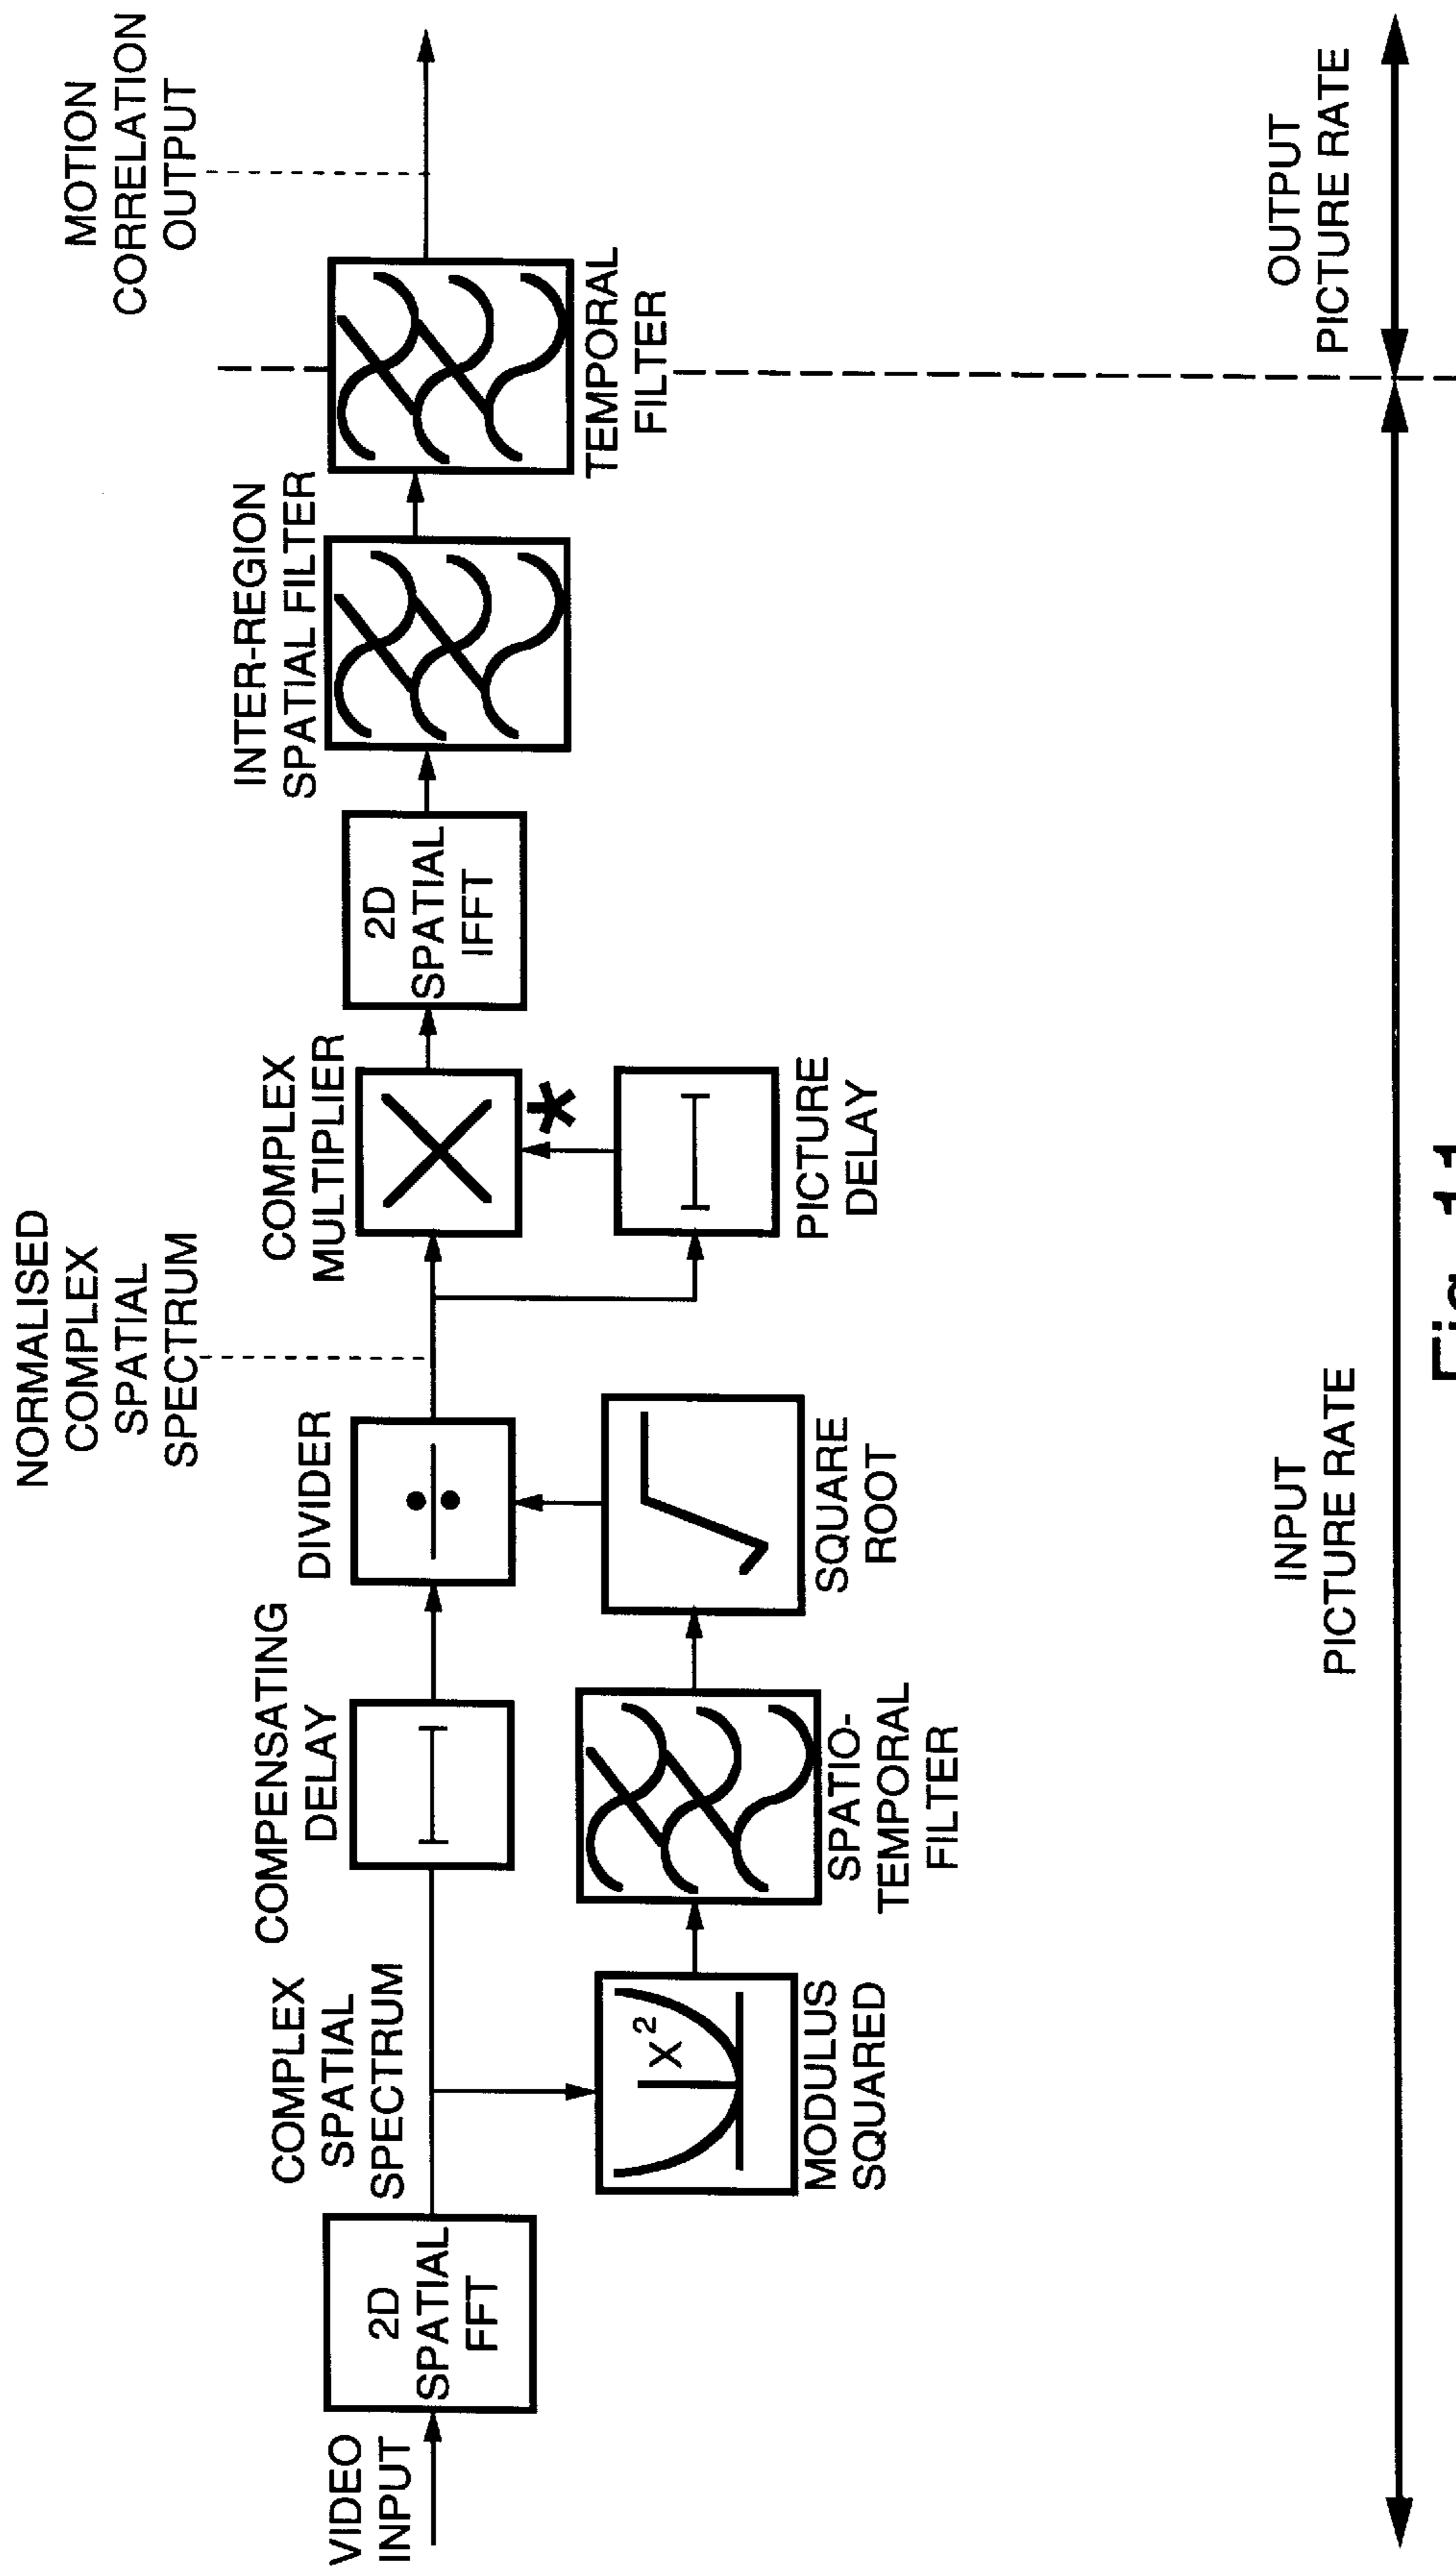 VIDEO
INPUT
2D
SPATIAL
FFT
COMPLEX
SPATIAL
SPECTRUM
X 2
MODULUS
SQUARED
COMPENSATING
DELAY
SPATIO-
TEMPORAL
FILTER
DIVIDER
SQUARE
ROOT
NORMALISED
COMPLEX
SPATIAL
SPECTRUM
COMPLEX
MULTIPLIER
*
PICTURE
DELAY
2D
SPATIAL
IFFT
INTER-REGION
SPATIAL FILTER
TEMPORAL
FILTER
MOTION
CORRELATION
OUTPUT
INPUT
PICTURE RATE
OUTPUT
PICTURE RATE